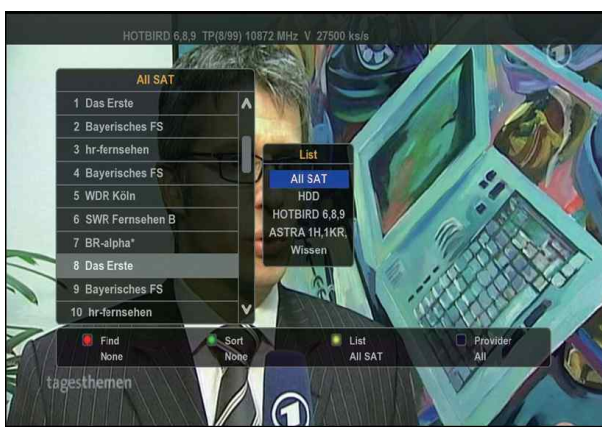 HOTBIRD 6,8,9 TP(8/99) 10872 MHz V 27500 ks/s
All SAT
1 Das Erste
2 Bayerisches FS
3 hr-fernsehen
4 Bayerisches FS
5 WDR Köln
6 SWR Fernsehen B
7 BR-alpha*
8 Das Erste
9 Bayerisches FS
10 hr-fernsehen
List
All SAT
HDD
HOTBIRD 6,8,9
ASTRA 1H,1KR,
Wissen
Find
None
Sort
None
List
All SAT
Provider
All
tagesthemen
1
1